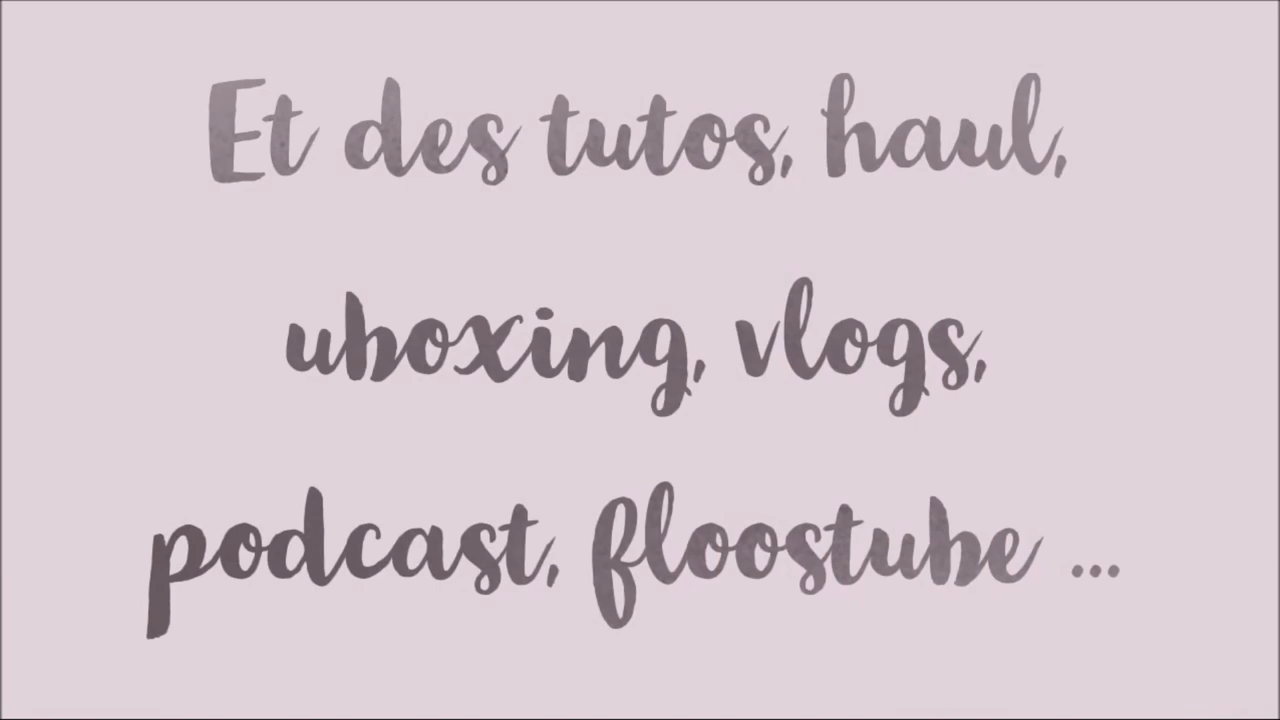 Et des tutos, haul,
uboxing, vlogs,
podcast, floostube ...